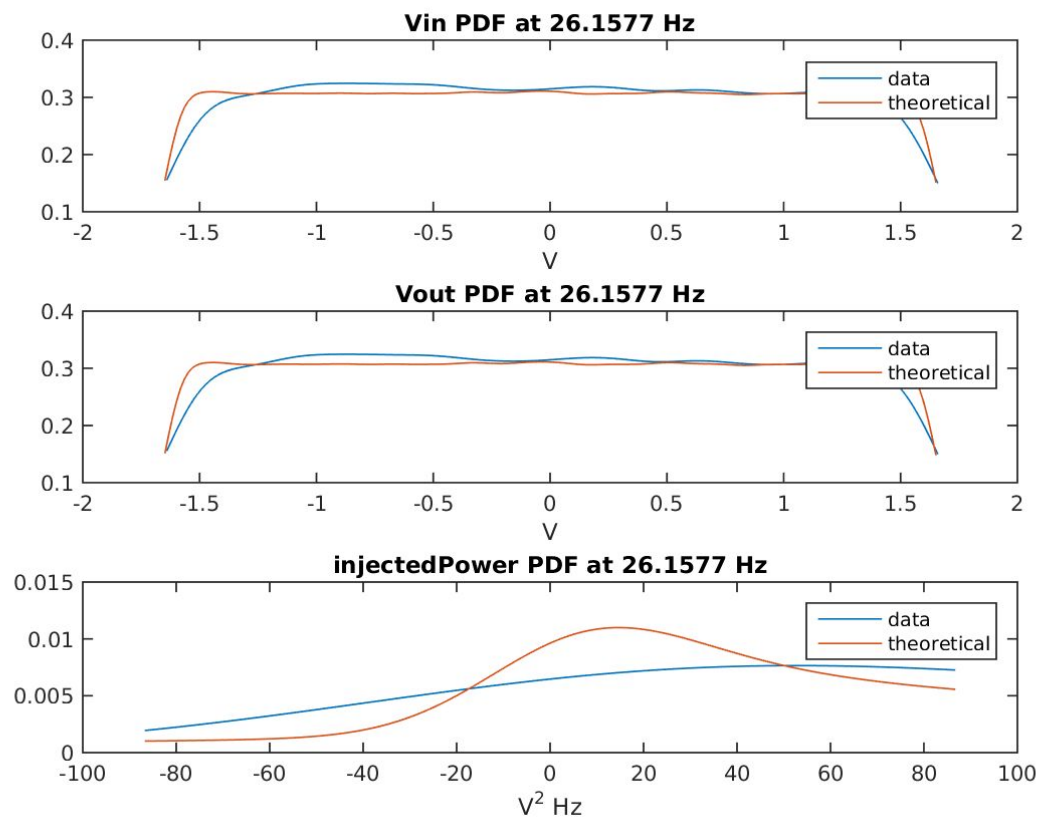 Vin PDF at 26.1577 Hz
0.4
0.3
0.2
0.1
data
theoretical
-2 -1.5 -1 -0.5 0 0.5 1 1.5 2
V
Vout PDF at 26.1577 Hz
0.4
0.3
0.2
0.1
data
theoretical
-2 -1.5 -1 -0.5 0 0.5 1 1.5 2
V
injectedPower PDF at 26.1577 Hz
0.015
0.01
0.005
0
data
theoretical
-100 -80 -60 -40 -20 0 20 40 60 80 100
V² Hz